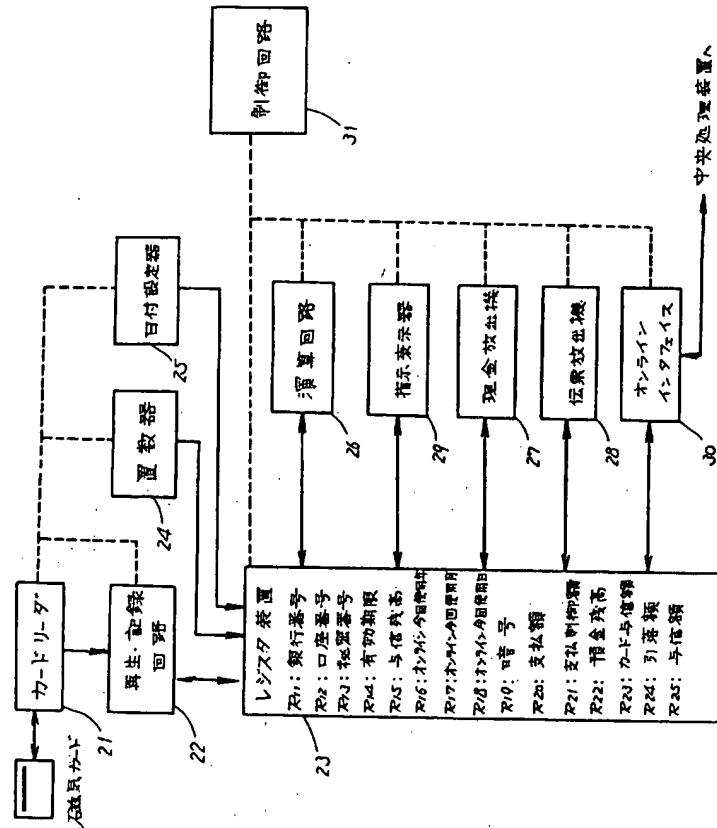 磁気カード
カードリーダ
21
再生・記録
回路
22
置数器
24
日付設定器
25
制御回路
31
レジスタ装置
R11:銀行番号
R12:口座番号
R13:秘密番号
R14:有効期限
R15:与信残高
R16:オンライン今回使用年
R17:オンライン今回使用月
R18:オンライン今回使用日
R19:暗号
R20:支払額
R21:支払制御額
R22:預金残高
R23:カード与信額
R24:引落額
R25:与信額
23
演算回路
26
指示表示器
29
現金放出機
27
伝票放出機
28
オンライン
インタフェイス
30
中央処理装置へ